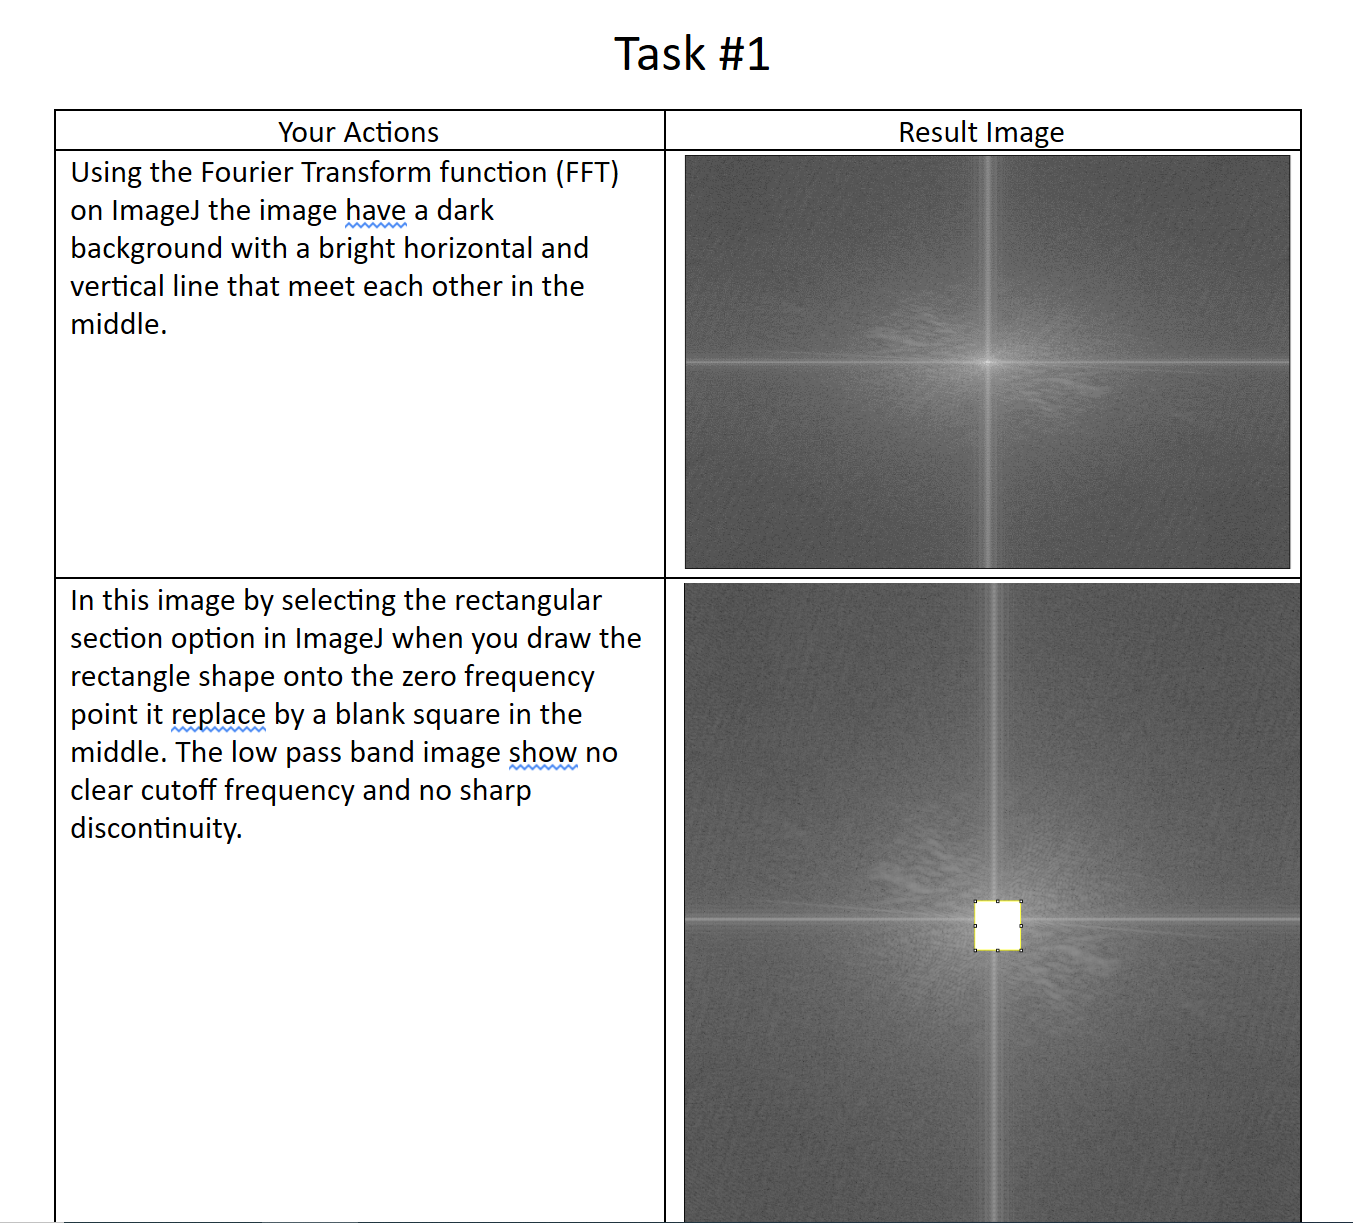 Task #1
Your Actions
Result Image
Using the Fourier Transform function (FFT)
on ImageJ the image have a dark
background with a bright horizontal and
vertical line that meet each other in the
middle.
In this image by selecting the rectangular
section option in ImageJ when you draw the
rectangle shape onto the zero frequency
point it replace by a blank square in the
middle. The low pass band image show no
clear cutoff frequency and no sharp
discontinuity.